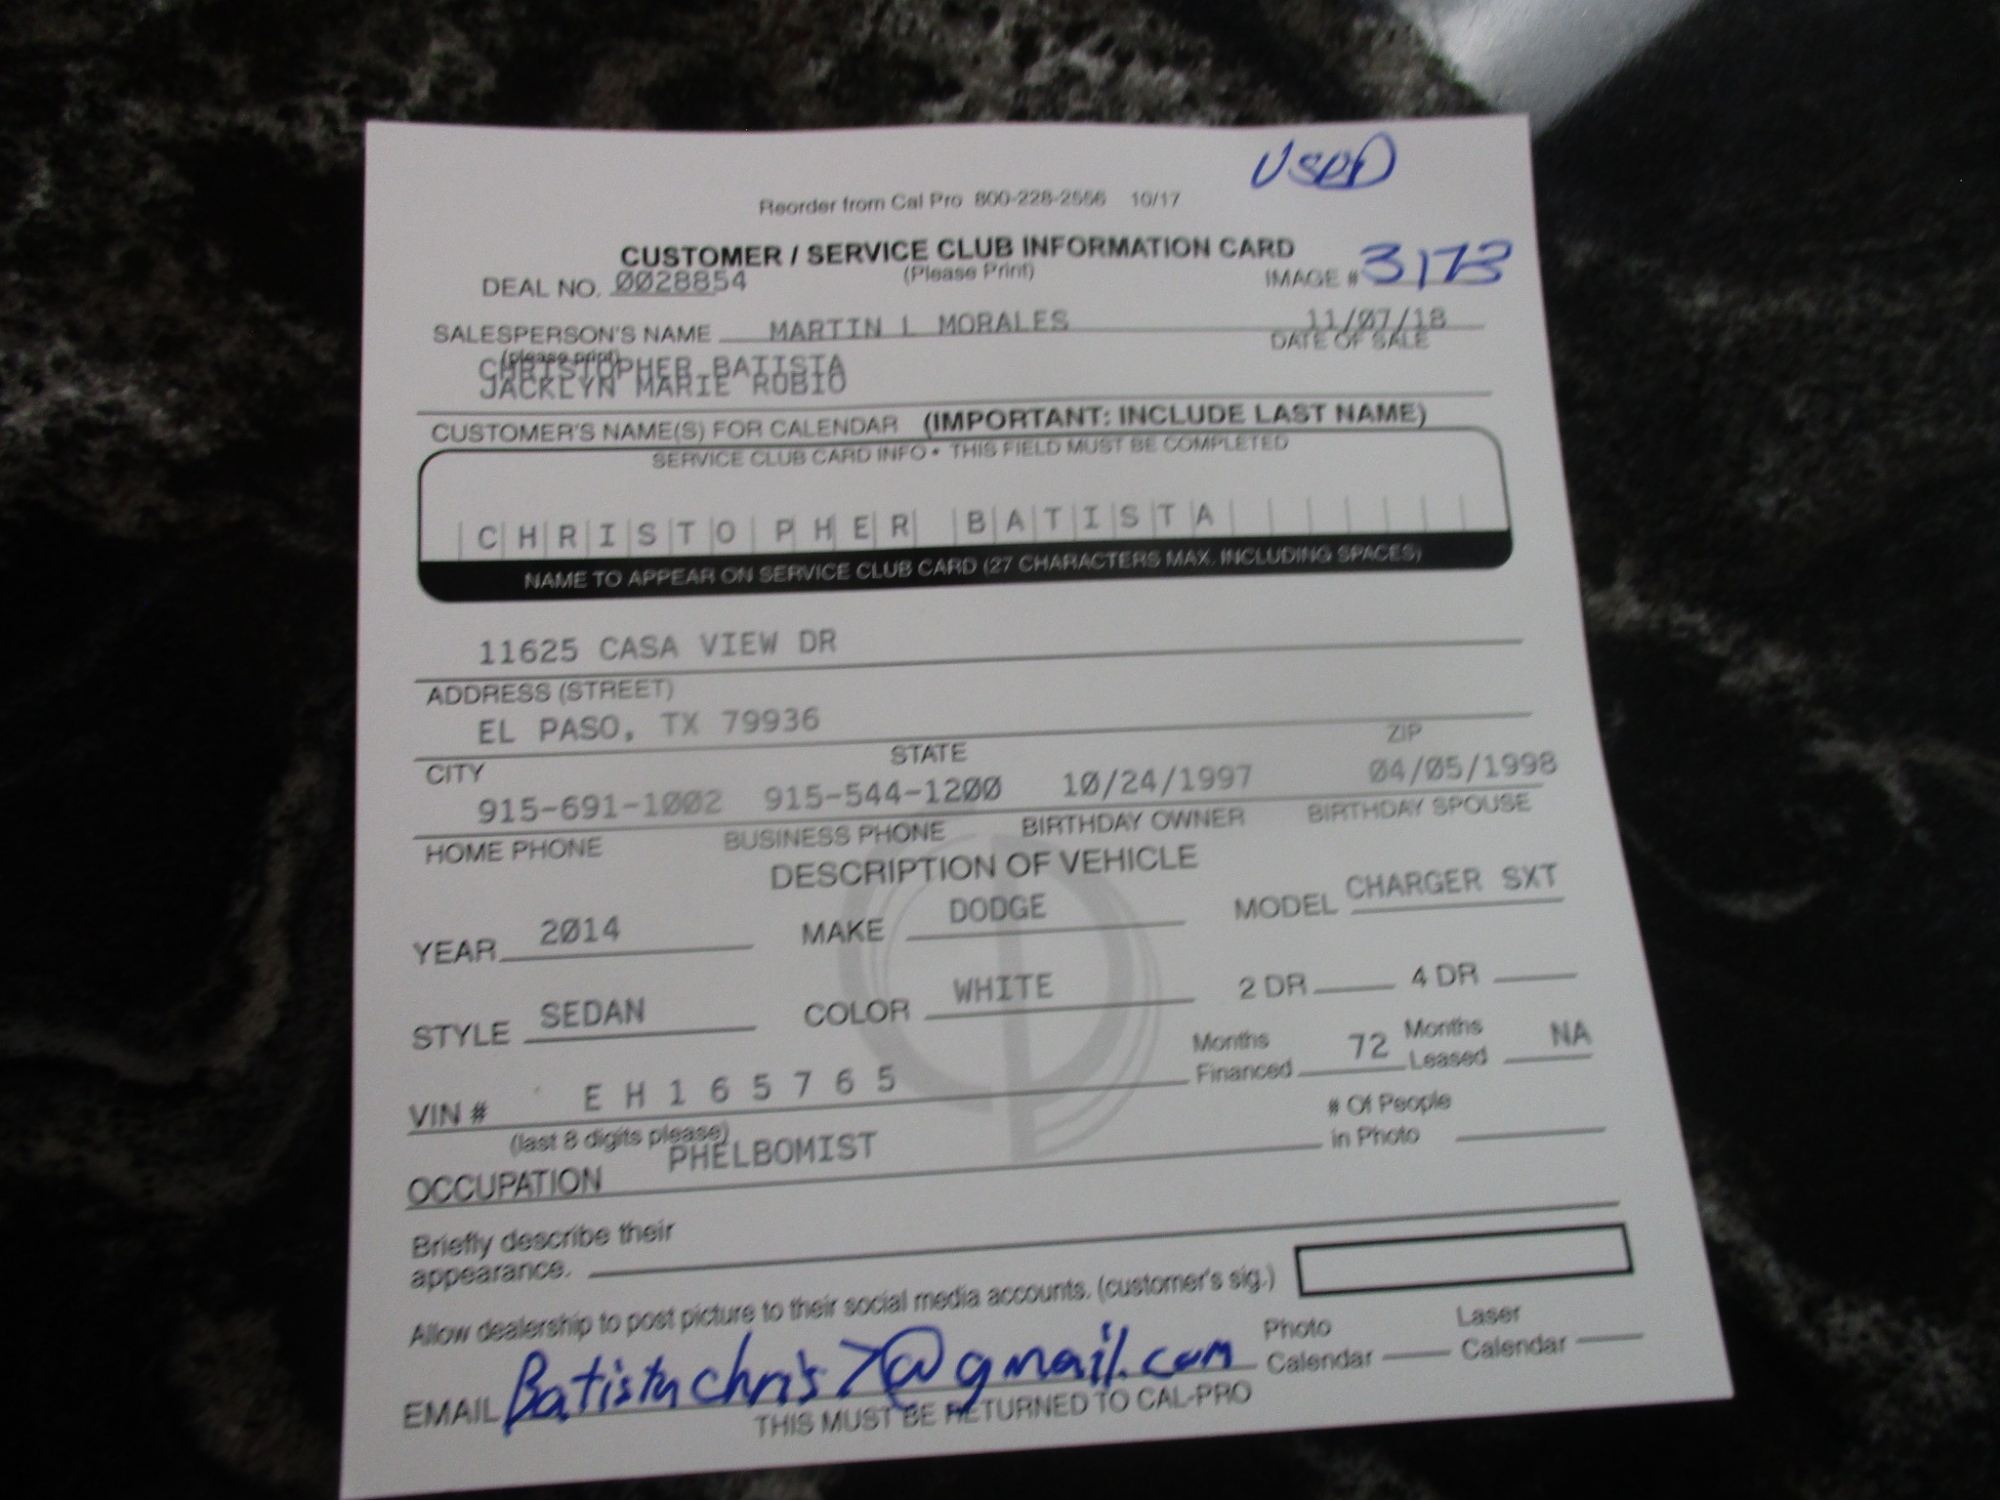 USED
Reorder from Cal Pro 800-228-2556 10/17
CUSTOMER / SERVICE CLUB INFORMATION CARD
DEAL NO. 0028854 (Please Print) IMAGE # 3173
SALESPERSON'S NAME MARTIN L MORALES 11/07/18
(please print) DATE OF SALE
CHRISTOPHER BATISTA
JACKLYN MARIE RUBIO
CUSTOMER'S NAME(S) FOR CALENDAR (IMPORTANT: INCLUDE LAST NAME)
SERVICE CLUB CARD INFO • THIS FIELD MUST BE COMPLETED
CHRISTOPHER BATISTA
NAME TO APPEAR ON SERVICE CLUB CARD (27 CHARACTERS MAX. INCLUDING SPACES)
11625 CASA VIEW DR
ADDRESS (STREET)
EL PASO, TX 79936
CITY STATE ZIP
915-691-1002 915-544-1200 10/24/1997 04/05/1998
HOME PHONE BUSINESS PHONE BIRTHDAY OWNER BIRTHDAY SPOUSE
DESCRIPTION OF VEHICLE
YEAR 2014 MAKE DODGE MODEL CHARGER SXT
STYLE SEDAN COLOR WHITE 2 DR 4 DR
VIN # EH165765 Months Financed 72 Months Leased NA
(last 8 digits please) # Of People in Photo
OCCUPATION PHELBOMIST
Briefly describe their
appearance.
Allow dealership to post picture to their social media accounts. (customer's sig.)
EMAIL Batistachris7@gmail.com Photo Calendar Laser Calendar
THIS MUST BE RETURNED TO CAL-PRO